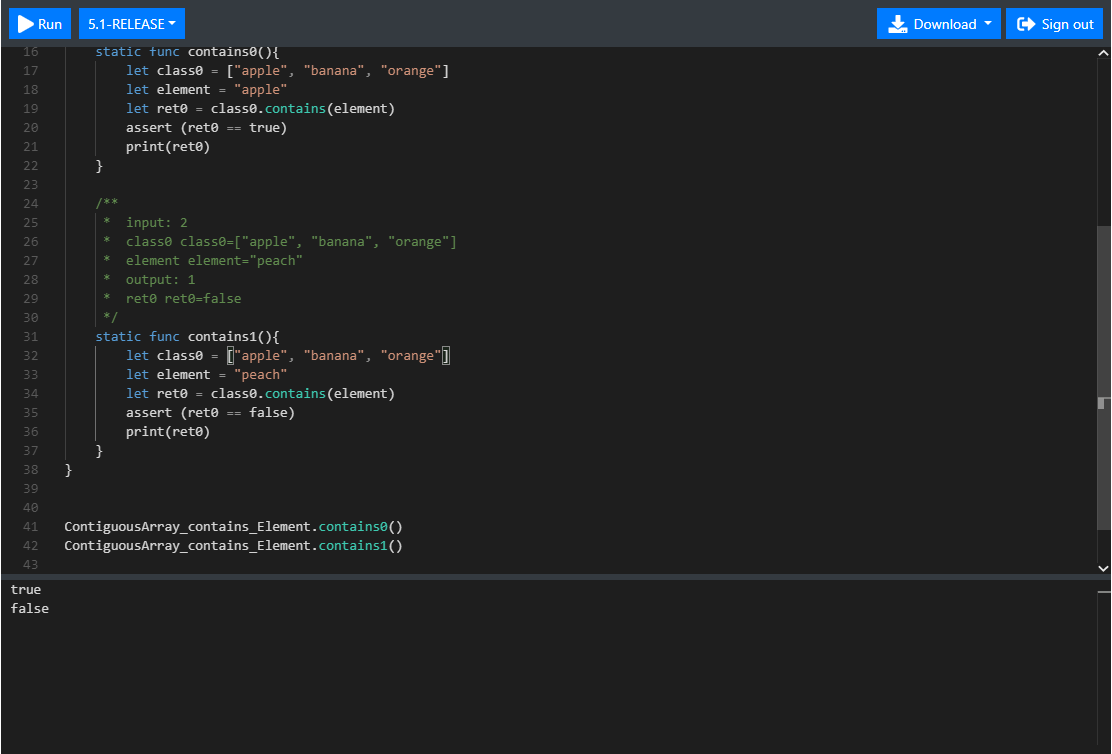 Run 5.1-RELEASE Download Sign out
16 static func contains0(){
17 let class0 = ["apple", "banana", "orange"]
18 let element = "apple"
19 let ret0 = class0.contains(element)
20 assert (ret0 == true)
21 print(ret0)
22 }
23
24 /**
25 * input: 2
26 * class0 class0=["apple", "banana", "orange"]
27 * element element="peach"
28 * output: 1
29 * ret0 ret0=false
30 */
31 static func contains1(){
32 let class0 = ["apple", "banana", "orange"]
33 let element = "peach"
34 let ret0 = class0.contains(element)
35 assert (ret0 == false)
36 print(ret0)
37 }
38 }
39
40
41 ContiguousArray_contains_Element.contains0()
42 ContiguousArray_contains_Element.contains1()
43
true
false